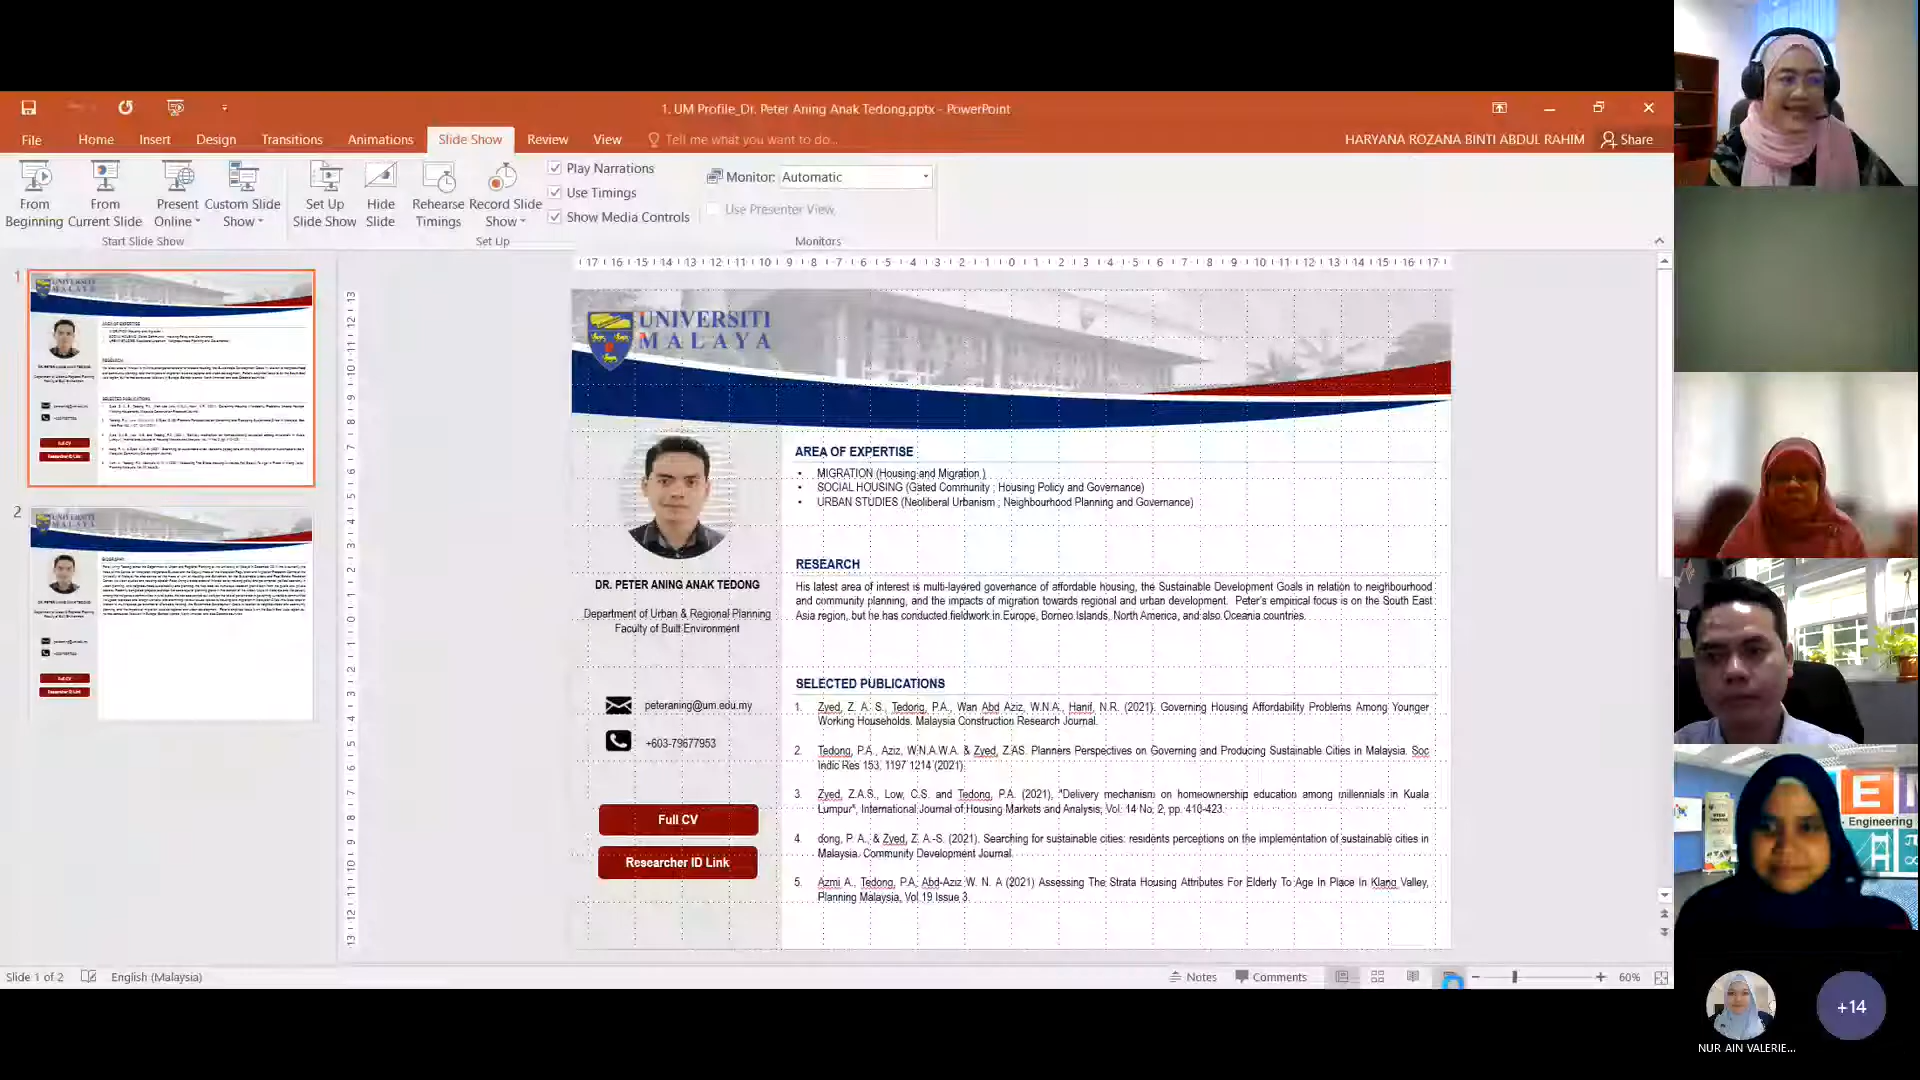 1. UM Profile_Dr. Peter Aning Anak Tedong.pptx - PowerPoint
File Home Insert Design Transitions Animations Slide Show Review View Tell me what you want to do... HARYANA ROZANA BINTI ABDUL RAHIM Share
From Beginning
From Current Slide
Present Online
Custom Slide Show
Start Slide Show
Set Up Slide Show
Hide Slide
Rehearse Timings
Record Slide Show
Set Up
Play Narrations
Use Timings
Show Media Controls
Monitor: Automatic
Use Presenter View
Monitors
1
2
UNIVERSITI
MALAYA
DR. PETER ANING ANAK TEDONG
Department of Urban & Regional Planning
Faculty of Built Environment
peteraning@um.edu.my
+603-79677953
Full CV
Researcher ID Link
AREA OF EXPERTISE
• MIGRATION (Housing and Migration )
• SOCIAL HOUSING (Gated Community ; Housing Policy and Governance)
• URBAN STUDIES (Neoliberal Urbanism ; Neighbourhood Planning and Governance)
RESEARCH
His latest area of interest is multi-layered governance of affordable housing, the Sustainable Development Goals in relation to neighbourhood
and community planning, and the impacts of migration towards regional and urban development. Peter's empirical focus is on the South East
Asia region, but he has conducted fieldwork in Europe, Borneo Islands, North America, and also Oceania countries.
SELECTED PUBLICATIONS
1. Zyed, Z. A. S., Tedong, P.A., Wan Abd Aziz, W.N.A., Hanif, N.R. (2021). Governing Housing Affordability Problems Among Younger
Working Households. Malaysia Construction Research Journal.
2. Tedong, P.A., Aziz, W.N.A.W.A. & Zyed, Z.AS. Planners Perspectives on Governing and Producing Sustainable Cities in Malaysia. Soc
Indic Res 153, 1197 1214 (2021).
3. Zyed, Z.A.S., Low, C.S. and Tedong, P.A. (2021), "Delivery mechanism on homeownership education among millennials in Kuala
Lumpur", International Journal of Housing Markets and Analysis, Vol. 14 No. 2, pp. 410-423.
4. dong, P. A., & Zyed, Z. A.-S. (2021). Searching for sustainable cities: residents perceptions on the implementation of sustainable cities in
Malaysia. Community Development Journal.
5. Azmi A., Tedong, P.A, Abd-Aziz W. N. A (2021) Assessing The Strata Housing Attributes For Elderly To Age In Place In Klang Valley,
Planning Malaysia, Vol 19 Issue 3.
Slide 1 of 2 English (Malaysia) Notes Comments 60%
E
- Engineering
NUR AIN VALERIE...
+14